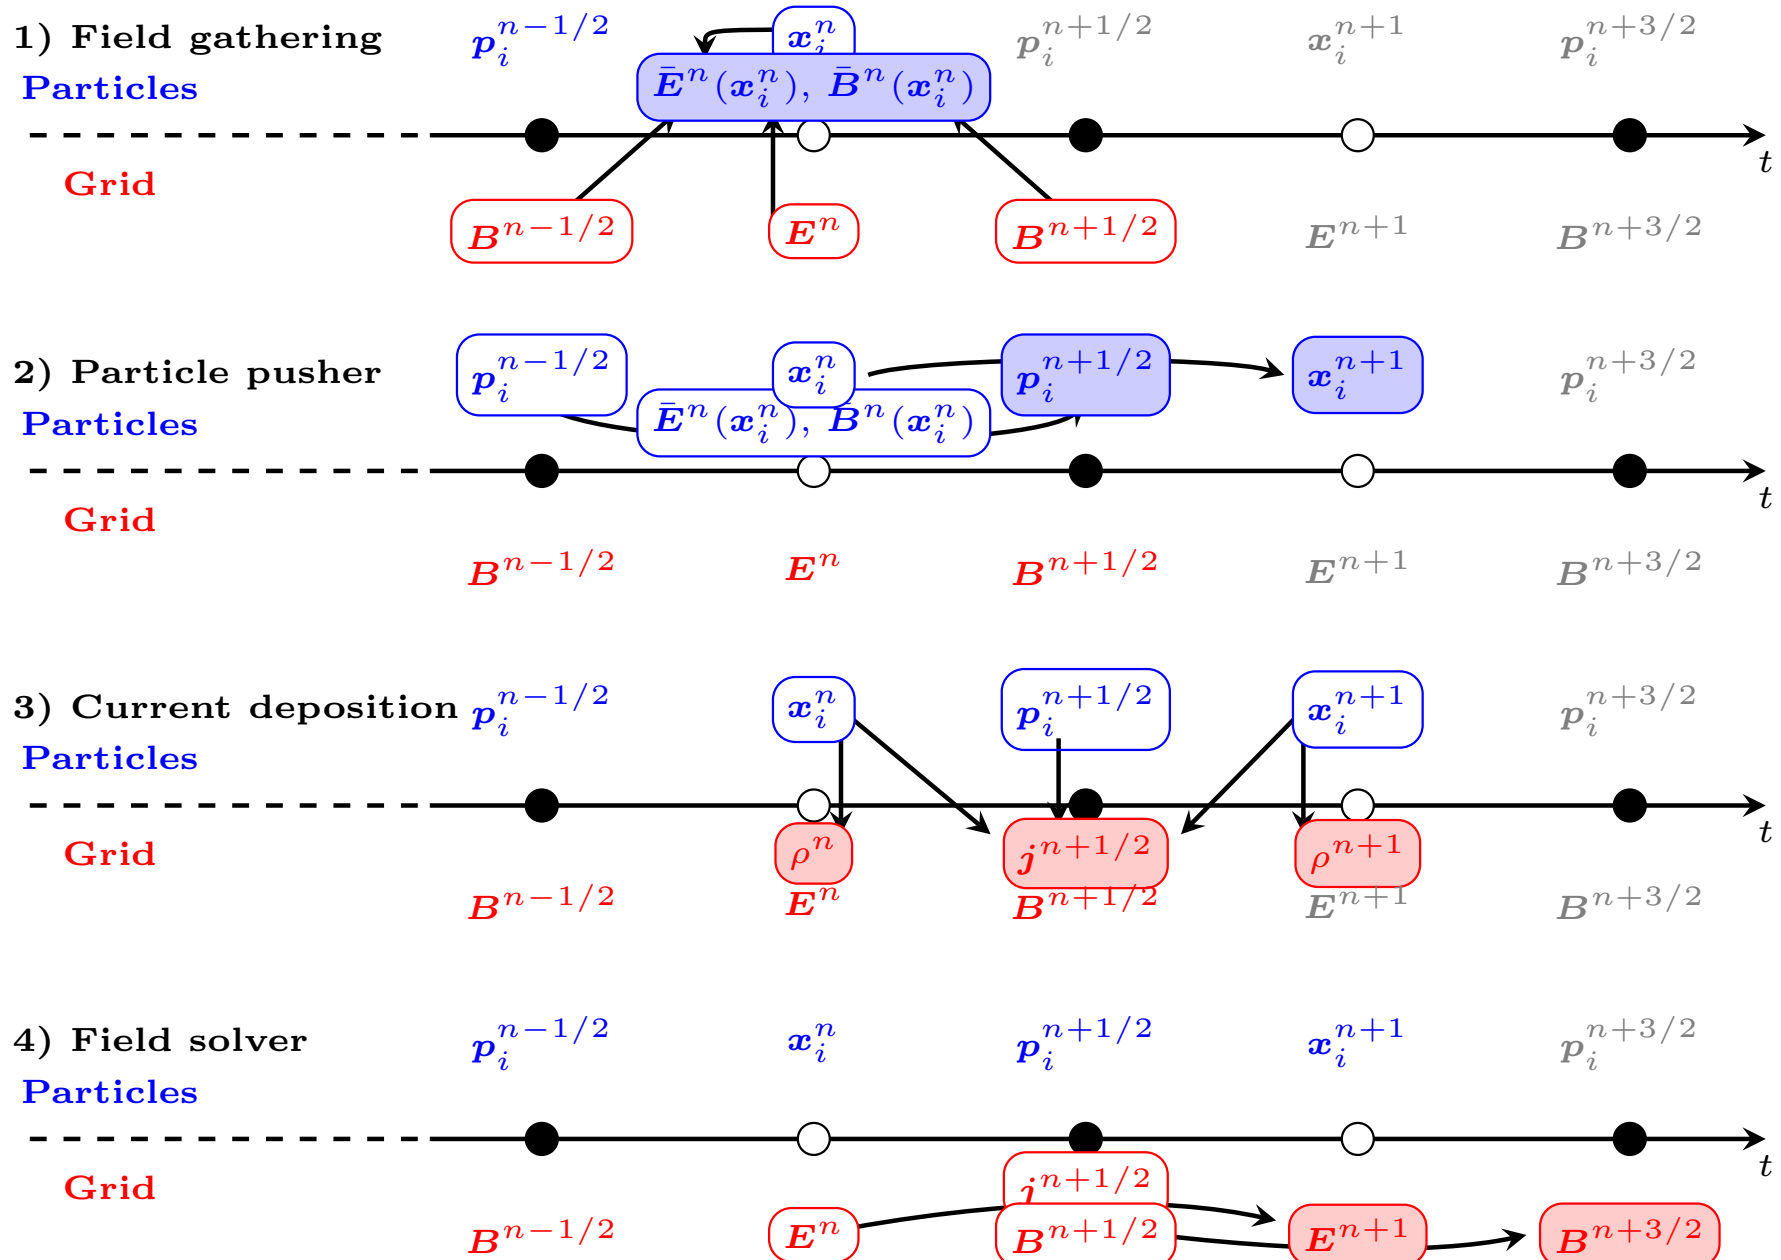 1) Field gathering p_i^{n−1/2} x_i^n p_i^{n+1/2} x_i^{n+1} p_i^{n+3/2}
Particles Ē^n(x_i^n), B̄^n(x_i^n)
t
Grid
B^{n−1/2} E^n B^{n+1/2} E^{n+1} B^{n+3/2}
2) Particle pusher p_i^{n−1/2} x_i^n p_i^{n+1/2} x_i^{n+1} p_i^{n+3/2}
Particles Ē^n(x_i^n), B̄^n(x_i^n)
t
Grid
B^{n−1/2} E^n B^{n+1/2} E^{n+1} B^{n+3/2}
3) Current deposition p_i^{n−1/2} x_i^n p_i^{n+1/2} x_i^{n+1} p_i^{n+3/2}
Particles
t
Grid ρ^n j^{n+1/2} ρ^{n+1}
B^{n−1/2} E^n B^{n+1/2} E^{n+1} B^{n+3/2}
4) Field solver p_i^{n−1/2} x_i^n p_i^{n+1/2} x_i^{n+1} p_i^{n+3/2}
Particles
t
Grid j^{n+1/2}
B^{n−1/2} E^n B^{n+1/2} E^{n+1} B^{n+3/2}